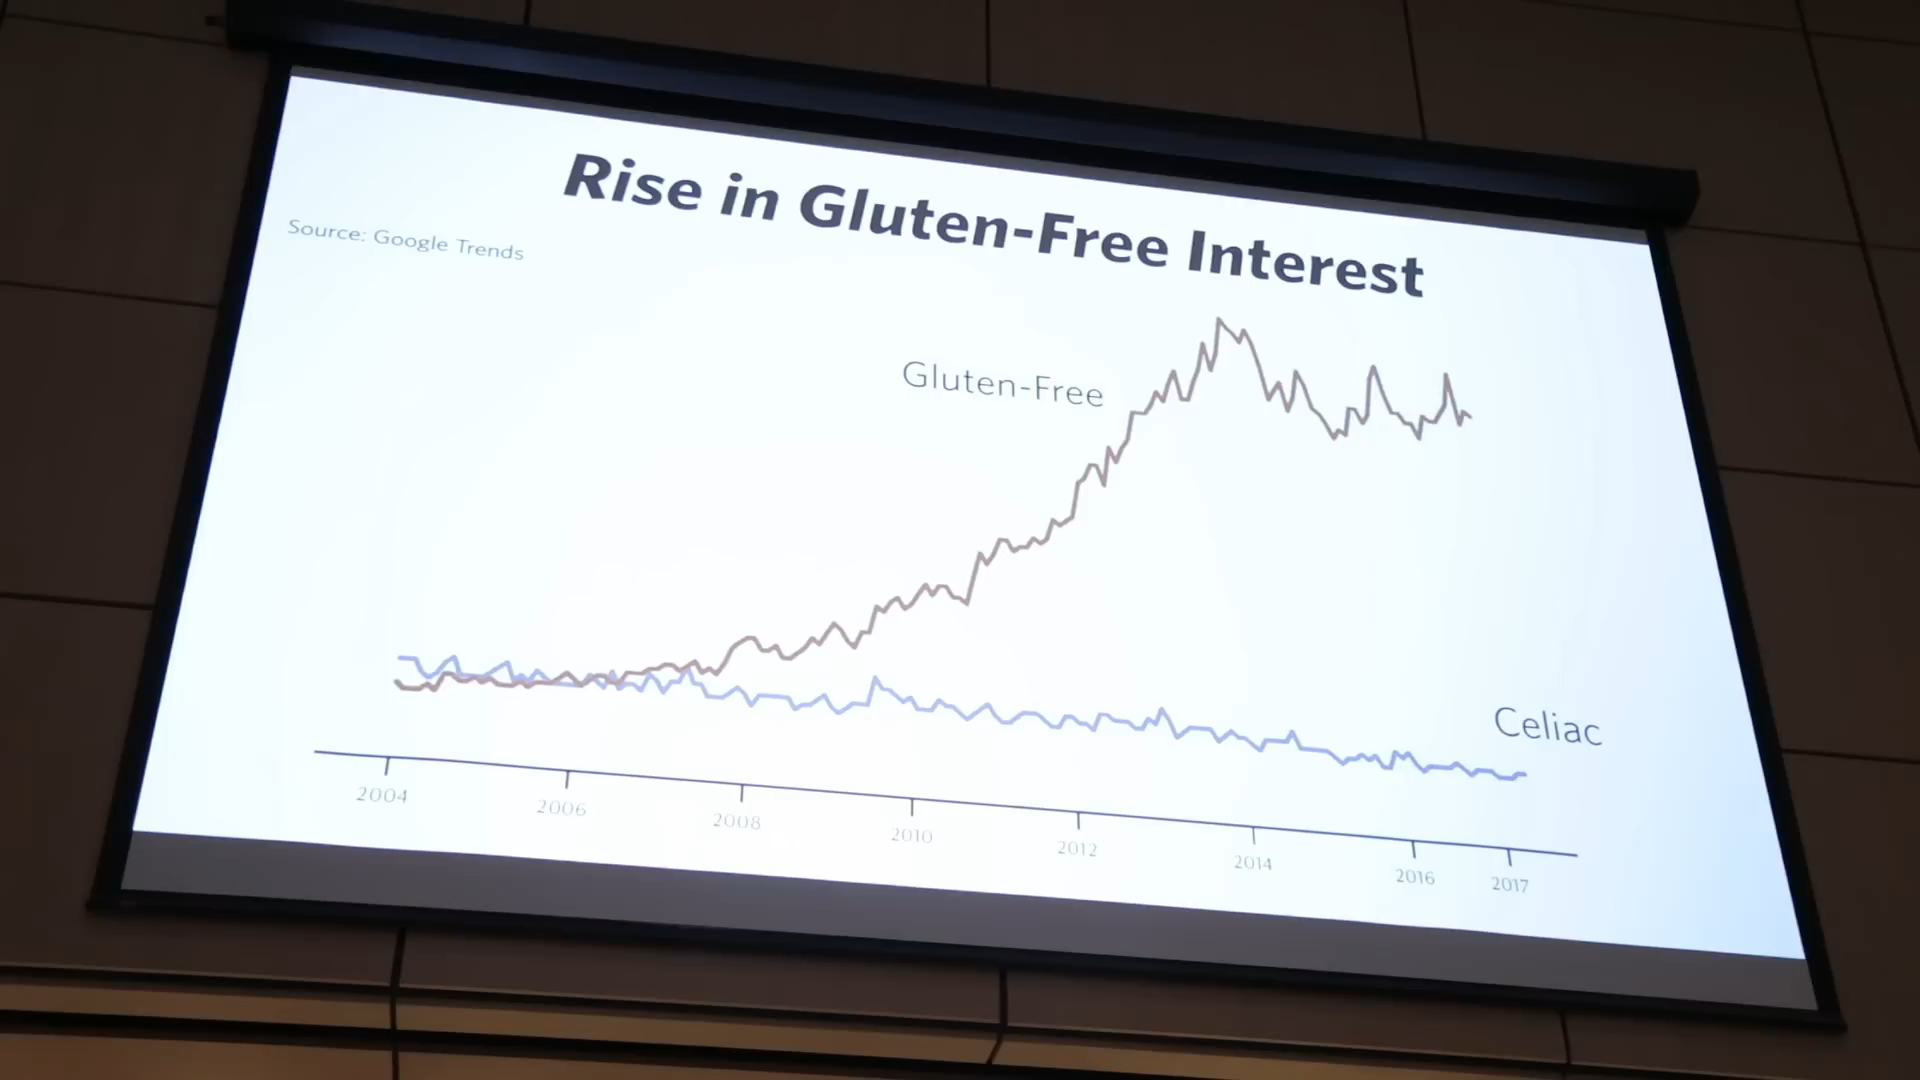 Rise in Gluten-Free Interest
Source: Google Trends
Gluten-Free
Celiac
2004
2006
2008
2010
2012
2014
2016
2017